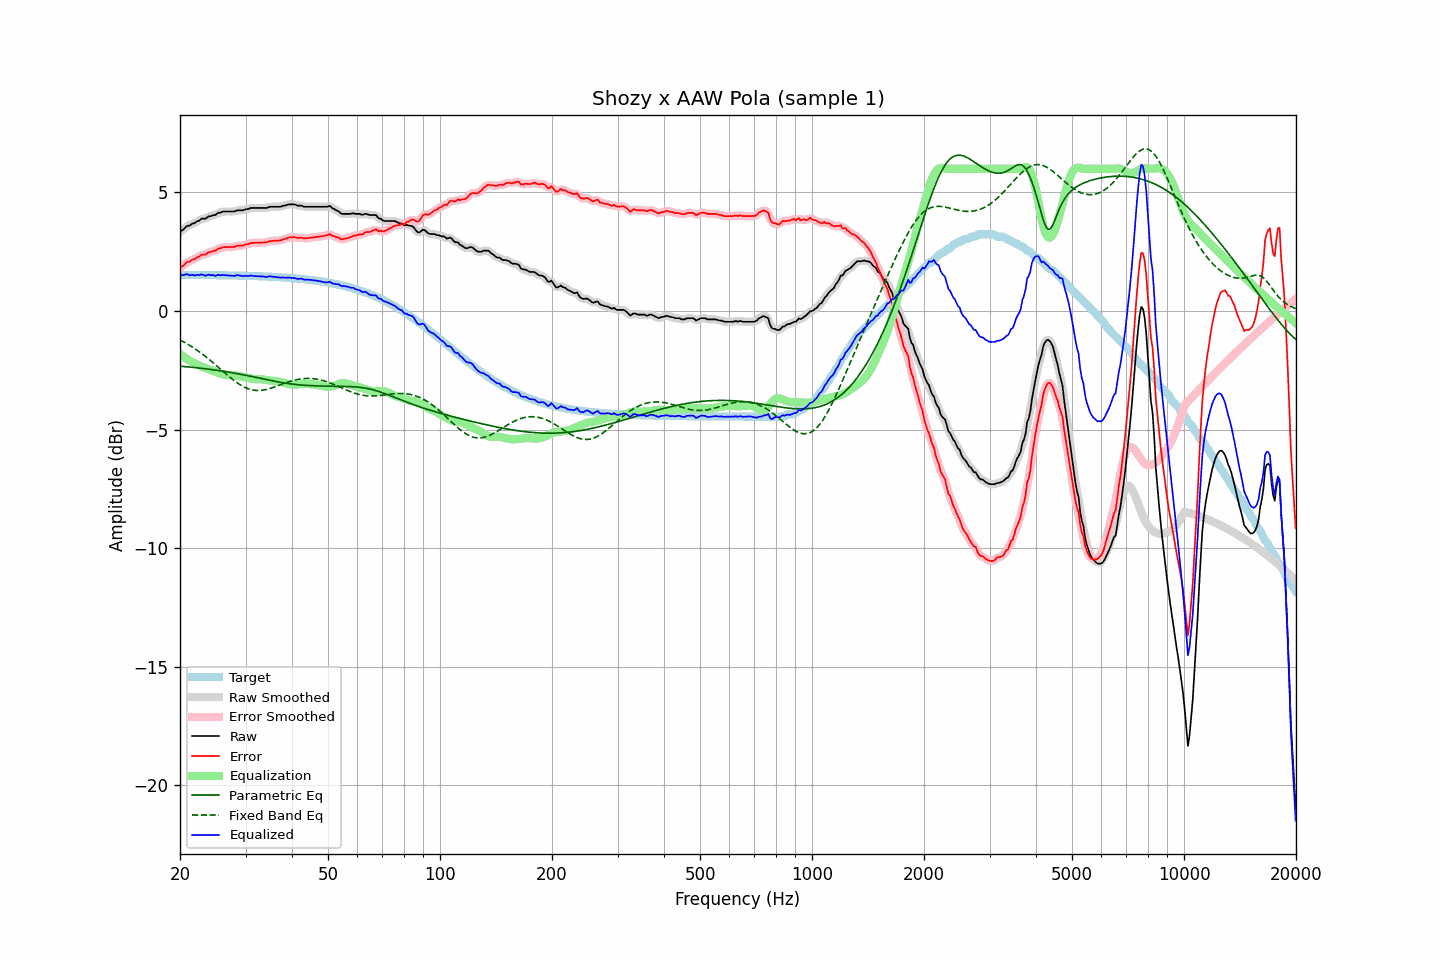 Shozy x AAW Pola (sample 1)
Amplitude (dBr)
5
0
−5
−10
−15
−20
Target
Raw Smoothed
Error Smoothed
Raw
Error
Equalization
Parametric Eq
Fixed Band Eq
Equalized
20 50 100 200 500 1000 2000 5000 10000 20000
Frequency (Hz)